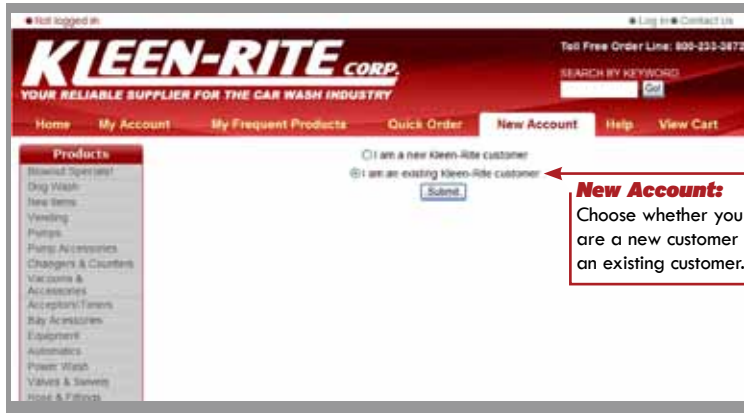 Not logged in
Log In Contact Us
KLEEN-RITE CORP.
YOUR RELIABLE SUPPLIER FOR THE CAR WASH INDUSTRY
Toll Free Order Line: 800-233-3873
SEARCH BY KEYWORD
Go!
Home My Account My Frequent Products Quick Order New Account Help View Cart
Products
Blowout Specials!
Dog Wash
New Items
Vending
Pumps
Pump Accessories
Changers & Counters
Vacuums &
Accessories
Acceptors/Timers
Bay Accessories
Equipment
Automatics
Power Wash
Valves & Swivels
Hose & Fittings
I am a new Kleen-Rite customer
I am an existing Kleen-Rite customer
Submit
New Account:
Choose whether you
are a new customer
an existing customer.